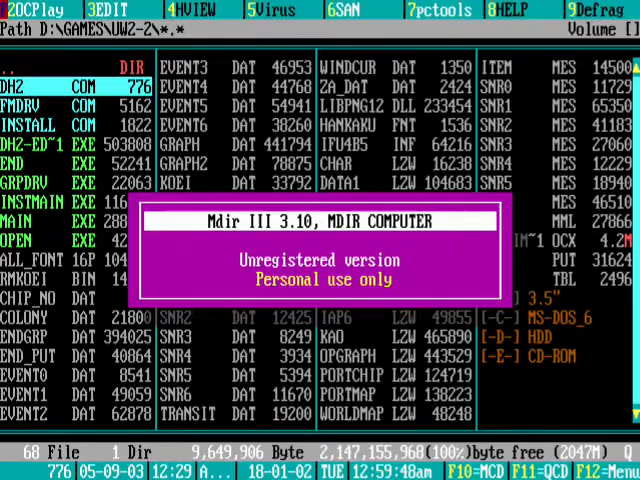 2OCPlay 3EDIT 4HVIEW 5Virus 6SAN 7pctools 8HELP 9Defrag
Path D:\GAMES\UW2-2\*.* Volume []
.. DIR EVENT3 DAT 46953 WINDCUR DAT 1350 ITEM MES 14500
DH2 COM 776 EVENT4 DAT 44768 ZA_DAT DAT 2424 SNR0 MES 11729
FMDRV COM 5162 EVENT5 DAT 54941 LIBPNG12 DLL 233454 SNR1 MES 65350
INSTALL COM 1822 EVENT6 DAT 38260 HANKAKU FNT 1536 SNR2 MES 41183
DH2-ED~1 EXE 503808 GRAPH DAT 441794 IFU4B5 INF 64216 SNR3 MES 27060
END EXE 52241 GRAPH2 DAT 78875 CHAR LZW 16238 SNR4 MES 12229
GRPDRV EXE 22063 KOEI DAT 33792 DATA1 LZW 104683 SNR5 MES 18940
INSTMAIN EXE 116 MES 46510
MAIN EXE 288 Mdir III 3.10, MDIR COMPUTER MML 27866
OPEN EXE 42 IM~1 OCX 4.2M
ALL_FONT 16P 10 Unregistered version PUT 31624
RMKOEI BIN 14 Personal use only TBL 2496
CHIP_NO DAT 3.5"
COLONY DAT 21800 SNR2 DAT 12425 IAP6 LZW 49855 [-C-] MS-DOS_6
ENDGRP DAT 394025 SNR3 DAT 8249 KAO LZW 465890 [-D-] HDD
END_PUT DAT 40864 SNR4 DAT 3934 OPGRAPH LZW 443529 [-E-] CD-ROM
EVENT0 DAT 8541 SNR5 DAT 5394 PORTCHIP LZW 124719
EVENT1 DAT 49059 SNR6 DAT 11670 PORTMAP LZW 138223
EVENT2 DAT 62878 TRANSIT DAT 19200 WORLDMAP LZW 48248
68 File 1 Dir 9,649,906 Byte 2,147,155,968(100%)byte free (2047M) Q
776 05-09-03 12:29 A... 18-01-02 TUE 12:59:48am F10=MCD F11=QCD F12=Menu